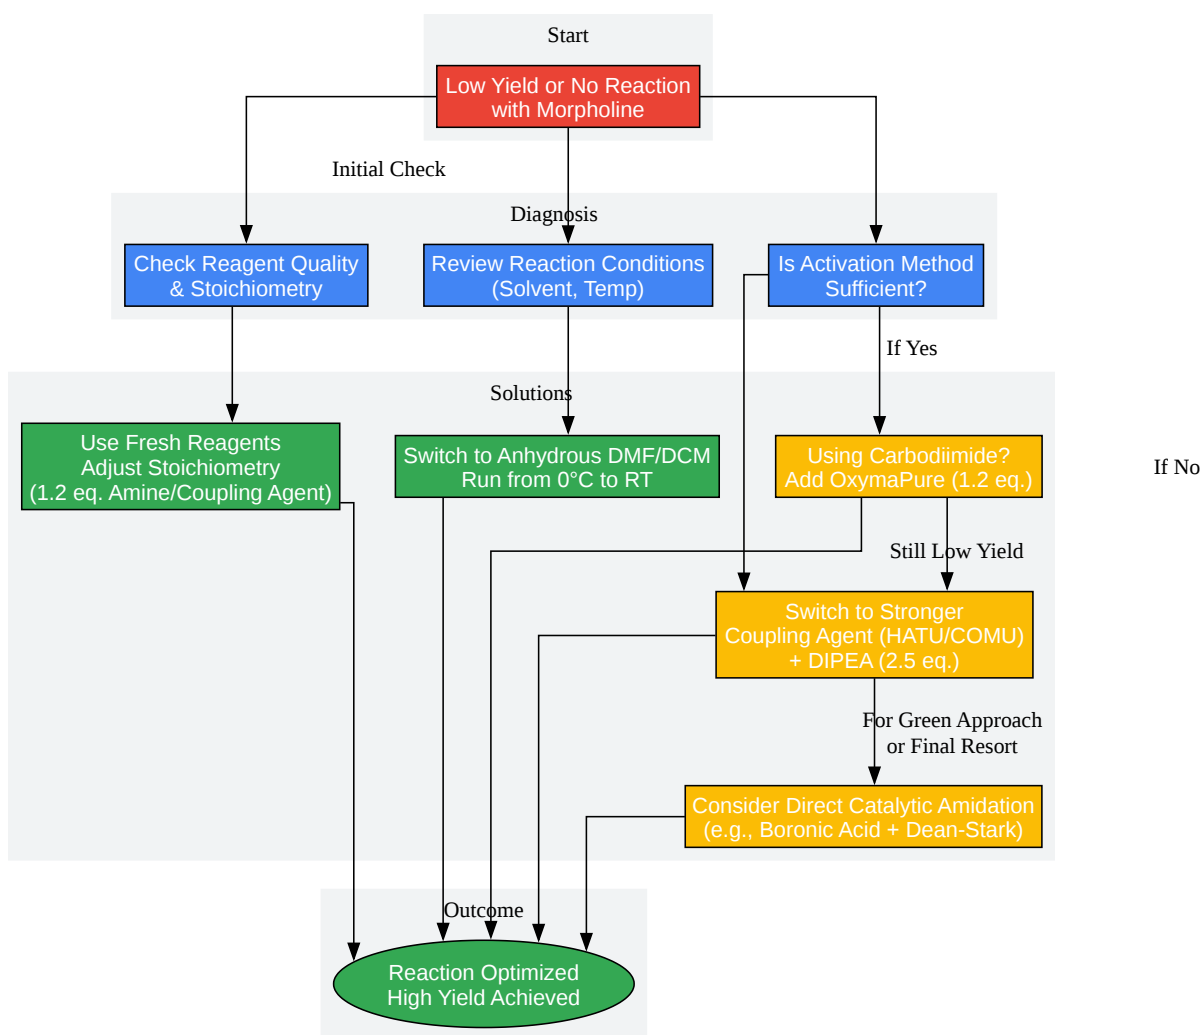 Start
Low Yield or No Reaction
with Morpholine
Initial Check
Diagnosis
Check Reagent Quality
& Stoichiometry
Review Reaction Conditions
(Solvent, Temp)
Is Activation Method
Sufficient?
If Yes
Solutions
Use Fresh Reagents
Adjust Stoichiometry
(1.2 eq. Amine/Coupling Agent)
Switch to Anhydrous DMF/DCM
Run from 0°C to RT
Using Carbodiimide?
Add OxymaPure (1.2 eq.)
If No
Still Low Yield
Switch to Stronger
Coupling Agent (HATU/COMU)
+ DIPEA (2.5 eq.)
For Green Approach
or Final Resort
Consider Direct Catalytic Amidation
(e.g., Boronic Acid + Dean-Stark)
Outcome
Reaction Optimized
High Yield Achieved